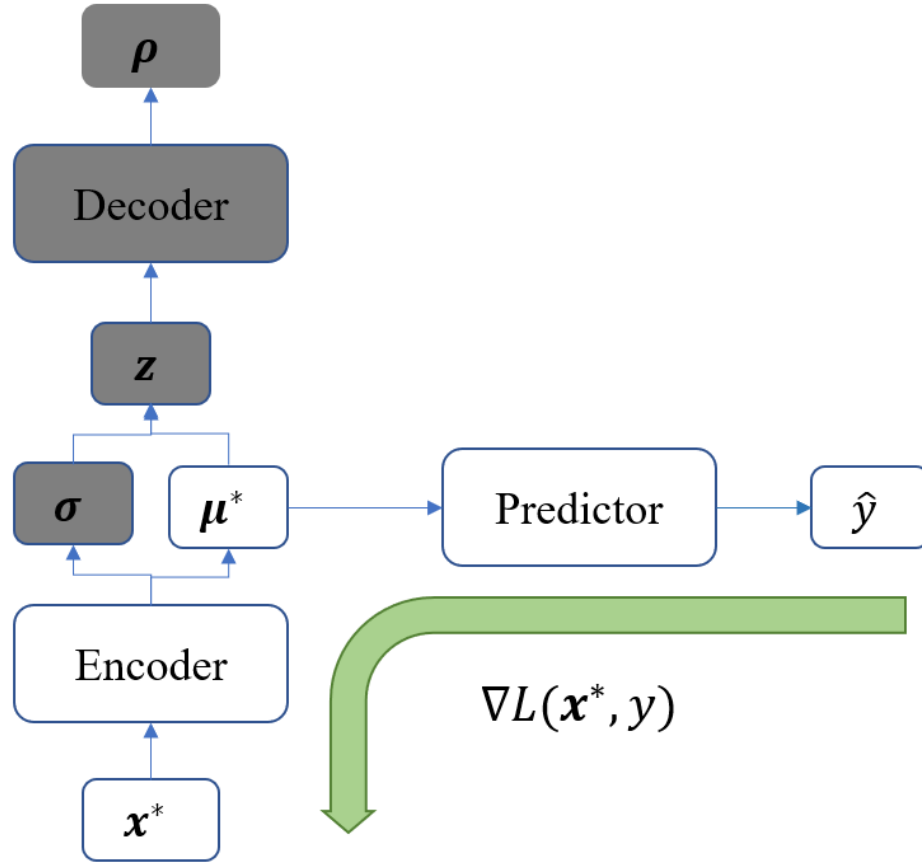 ρ
Decoder
z
σ
μ*
Predictor
ŷ
Encoder
∇L(x*, y)
x*